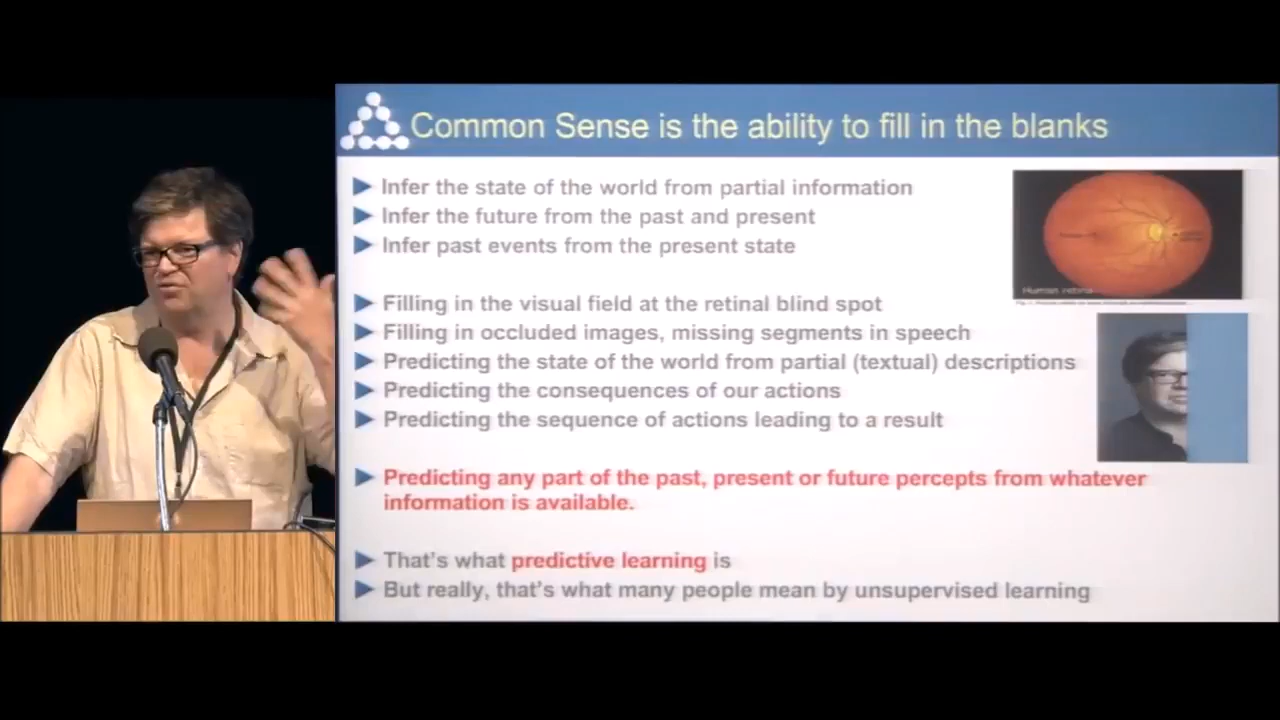 Common Sense is the ability to fill in the blanks
Infer the state of the world from partial information
Infer the future from the past and present
Infer past events from the present state
Human retina
Filling in the visual field at the retinal blind spot
Filling in occluded images, missing segments in speech
Predicting the state of the world from partial (textual) descriptions
Predicting the consequences of our actions
Predicting the sequence of actions leading to a result
Predicting any part of the past, present or future percepts from whatever
information is available.
That's what predictive learning is
But really, that's what many people mean by unsupervised learning